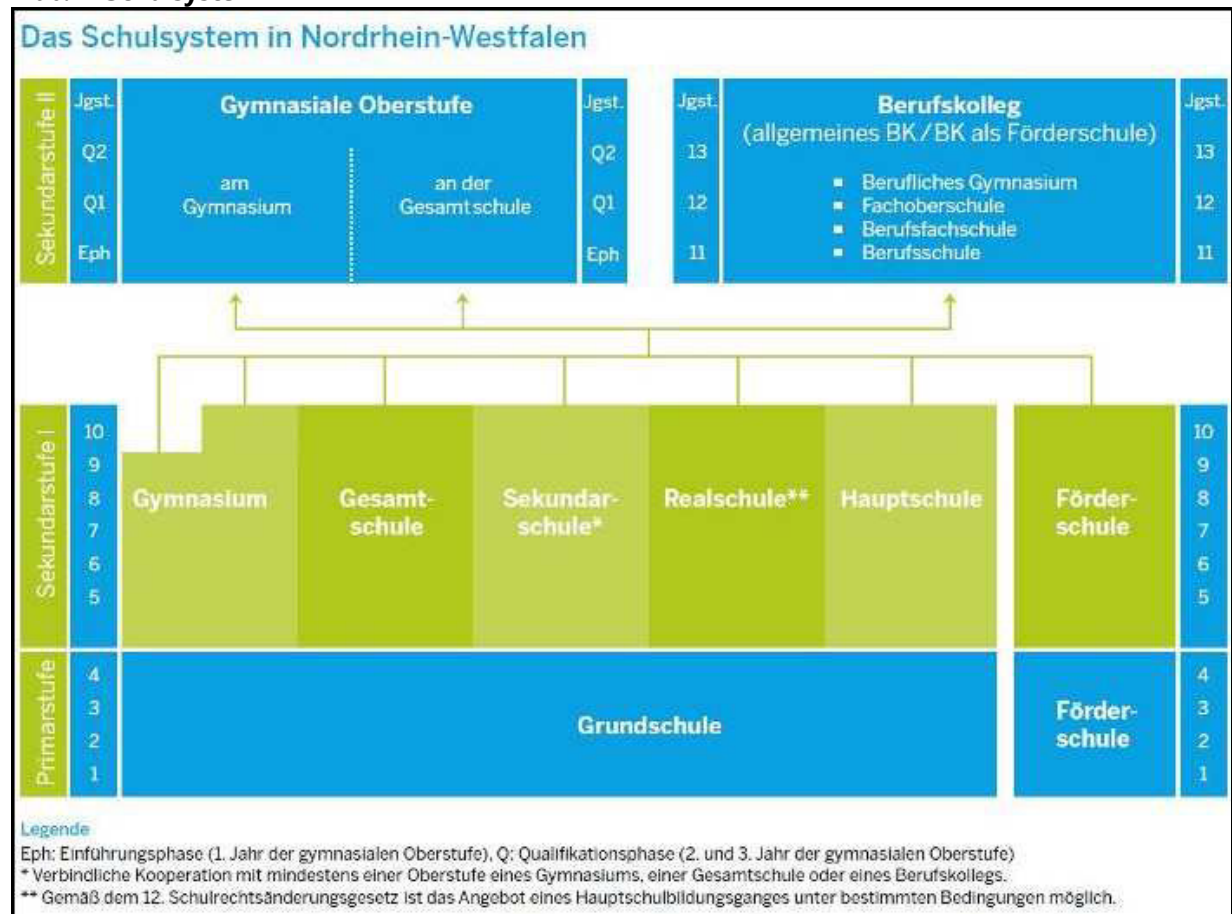 Das Schulsystem in Nordrhein-Westfalen
Sekundarstufe II
Jgst.
Q2
Q1
Eph
Gymnasiale Oberstufe
am
Gymnasium
an der
Gesamtschule
Jgst.
Q2
Q1
Eph
Jgst.
13
12
11
Berufskolleg
(allgemeines BK/BK als Förderschule)
Berufliches Gymnasium
Fachoberschule
Berufsfachschule
Berufsschule
Jgst.
13
12
11
Sekundarstufe I
10
9
8
7
6
5
Gymnasium
Gesamt-
schule
Sekundar-
schule*
Realschule**
Hauptschule
Förder-
schule
10
9
8
7
6
5
Primarstufe
4
3
2
1
Grundschule
Förder-
schule
4
3
2
1
Legende
Eph: Einführungsphase (1. Jahr der gymnasialen Oberstufe), Q: Qualifikationsphase (2. und 3. Jahr der gymnasialen Oberstufe)
* Verbindliche Kooperation mit mindestens einer Oberstufe eines Gymnasiums, einer Gesamtschule oder eines Berufskollegs.
** Gemäß dem 12. Schulrechtsänderungsgesetz ist das Angebot eines Hauptschulbildungsganges unter bestimmten Bedingungen möglich.